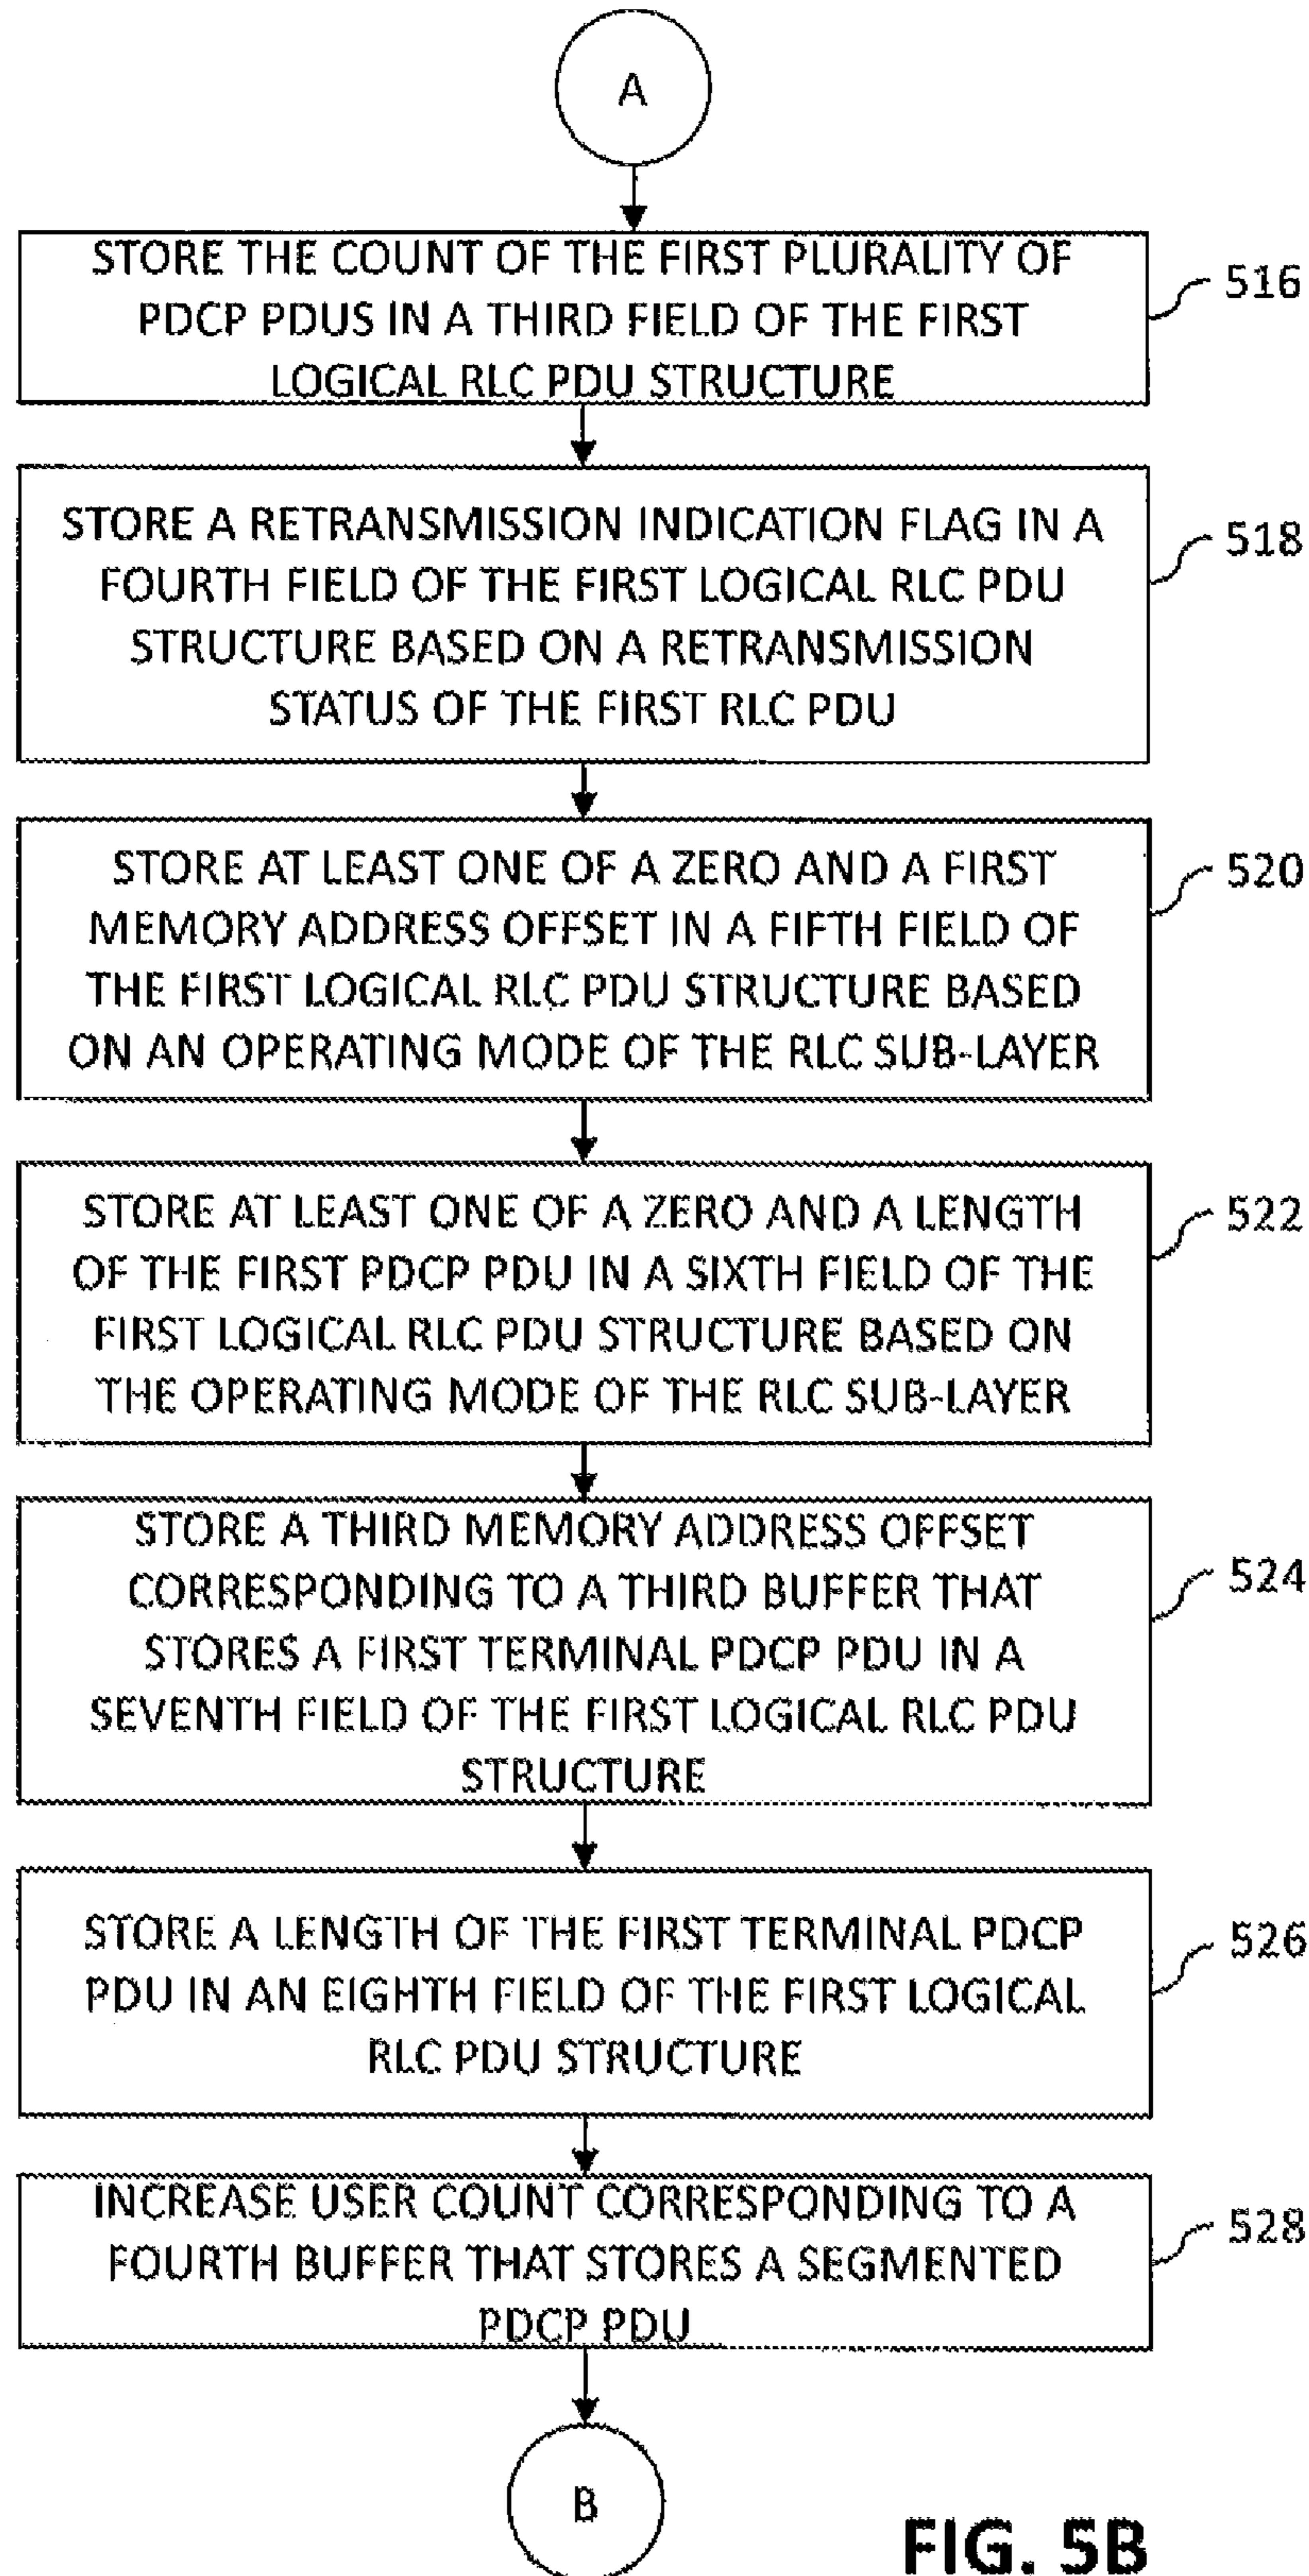 A
STORE THE COUNT OF THE FIRST PLURALITY OF
PDCP PDUS IN A THIRD FIELD OF THE FIRST
LOGICAL RLC PDU STRUCTURE
516
STORE A RETRANSMISSION INDICATION FLAG IN A
FOURTH FIELD OF THE FIRST LOGICAL RLC PDU
STRUCTURE BASED ON A RETRANSMISSION
STATUS OF THE FIRST RLC PDU
518
STORE AT LEAST ONE OF A ZERO AND A FIRST
MEMORY ADDRESS OFFSET IN A FIFTH FIELD OF
THE FIRST LOGICAL RLC PDU STRUCTURE BASED
ON AN OPERATING MODE OF THE RLC SUB-LAYER
520
STORE AT LEAST ONE OF A ZERO AND A LENGTH
OF THE FIRST PDCP PDU IN A SIXTH FIELD OF THE
FIRST LOGICAL RLC PDU STRUCTURE BASED ON
THE OPERATING MODE OF THE RLC SUB-LAYER
522
STORE A THIRD MEMORY ADDRESS OFFSET
CORRESPONDING TO A THIRD BUFFER THAT
STORES A FIRST TERMINAL PDCP PDU IN A
SEVENTH FIELD OF THE FIRST LOGICAL RLC PDU
STRUCTURE
524
STORE A LENGTH OF THE FIRST TERMINAL PDCP
PDU IN AN EIGHTH FIELD OF THE FIRST LOGICAL
RLC PDU STRUCTURE
526
INCREASE USER COUNT CORRESPONDING TO A
FOURTH BUFFER THAT STORES A SEGMENTED
PDCP PDU
528
B
FIG. 5B